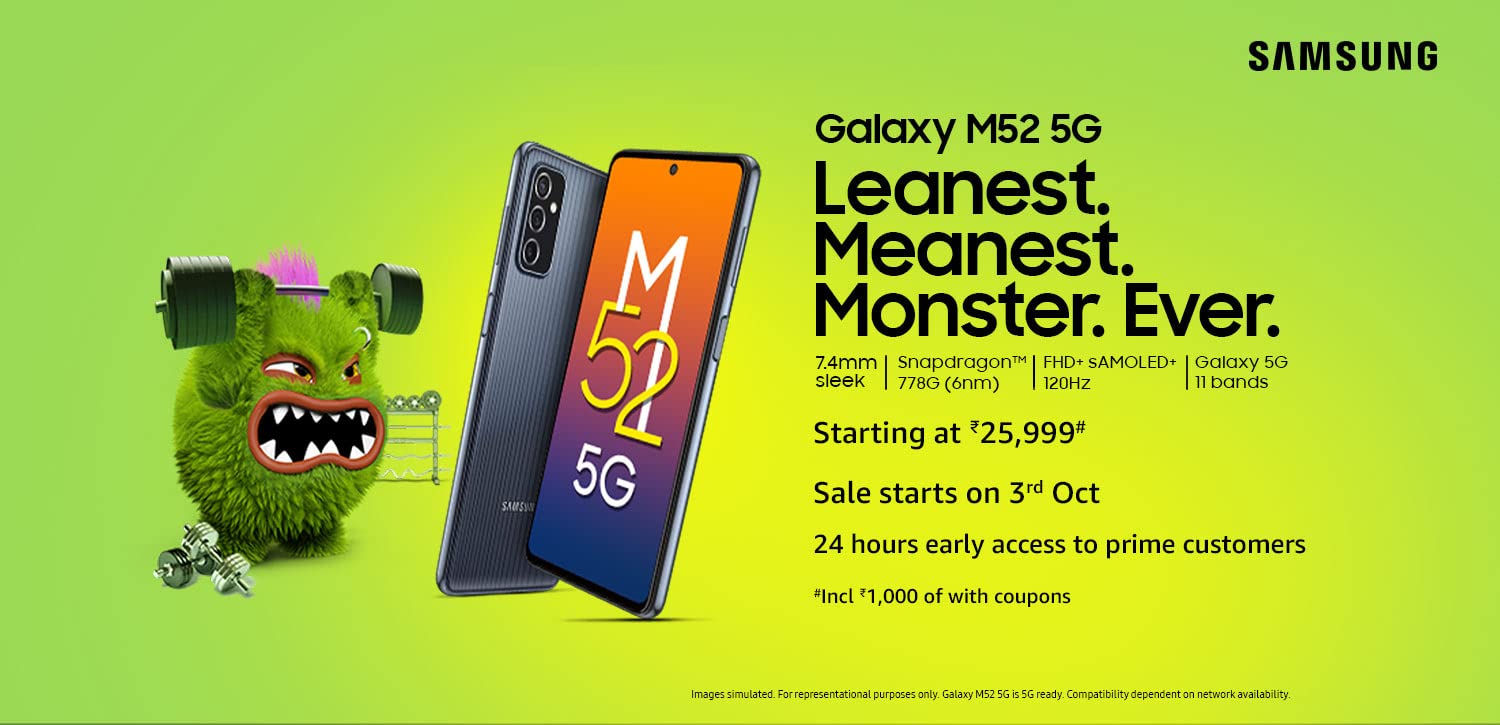 SAMSUNG
Galaxy M52 5G
Leanest.
Meanest.
Monster. Ever.
7.4mm sleek | Snapdragon™ 778G (6nm) | FHD+ sAMOLED+ 120Hz | Galaxy 5G 11 bands
Starting at ₹25,999#
Sale starts on 3rd Oct
24 hours early access to prime customers
#Incl ₹1,000 of with coupons
M
52
5G
SAMSUN
Images simulated. For representational purposes only. Galaxy M52 5G is 5G ready. Compatibility dependent on network availability.